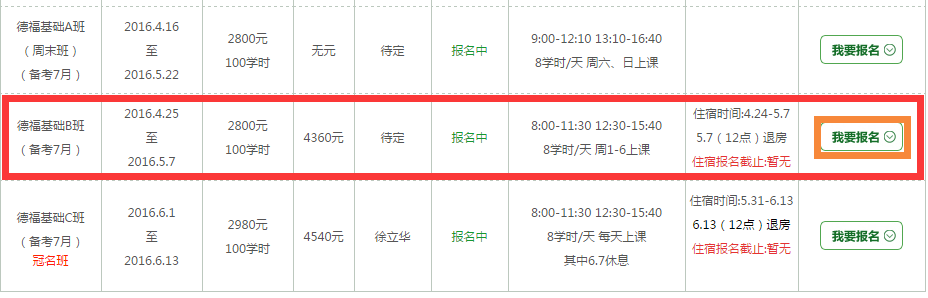 德福基础A班
（周末班）
（备考7月）
2016.4.16
至
2016.5.22
2800元
100学时
无元
待定
报名中
9:00-12:10 13:10-16:40
8学时/天 周六、日上课
我要报名
德福基础B班
（备考7月）
2016.4.25
至
2016.5.7
2800元
100学时
4360元
待定
报名中
8:00-11:30 12:30-15:40
8学时/天 周1-6上课
住宿时间:4.24-5.7
5.7（12点）退房
住宿报名截止:暂无
我要报名
德福基础C班
（备考7月）
冠名班
2016.6.1
至
2016.6.13
2980元
100学时
4540元
徐立华
报名中
8:00-11:30 12:30-15:40
8学时/天 每天上课
其中6.7休息
住宿时间:5.31-6.13
6.13（12点）退房
住宿报名截止:暂无
我要报名